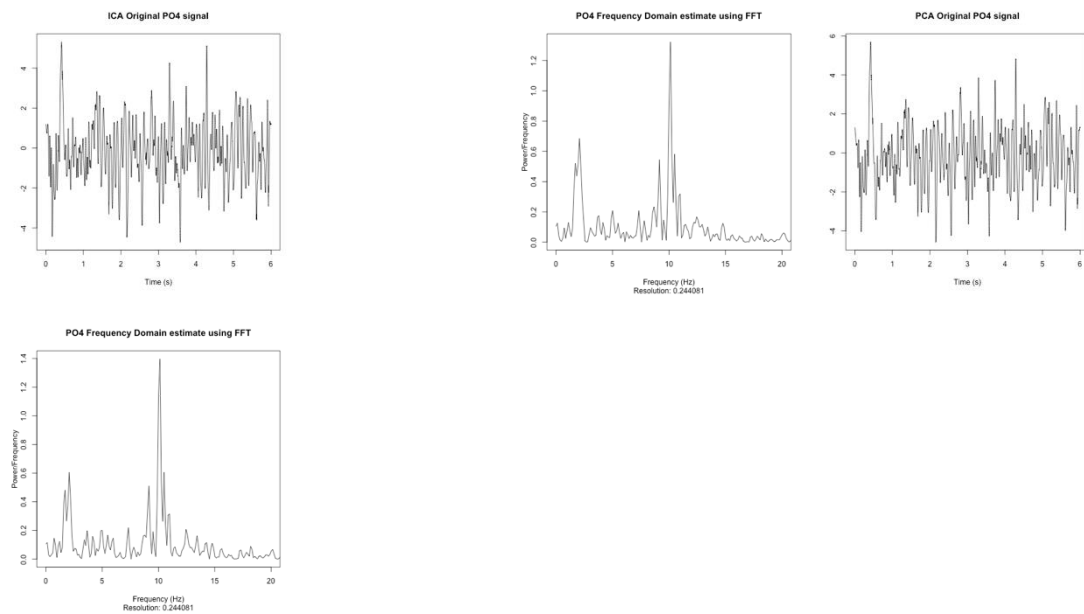 ICA Original PO4 signal
4
2
0
-2
-4
0 1 2 3 4 5 6
Time (s)
PO4 Frequency Domain estimate using FFT
Power/Frequency
1.2
1.0
0.8
0.6
0.4
0.2
0.0
0 5 10 15 20
Frequency (Hz)
Resolution: 0.244081
PCA Original PO4 signal
6
4
2
0
-2
-4
0 1 2 3 4 5 6
Time (s)
PO4 Frequency Domain estimate using FFT
Power/Frequency
1.4
1.2
1.0
0.8
0.6
0.4
0.2
0.0
0 5 10 15 20
Frequency (Hz)
Resolution: 0.244081